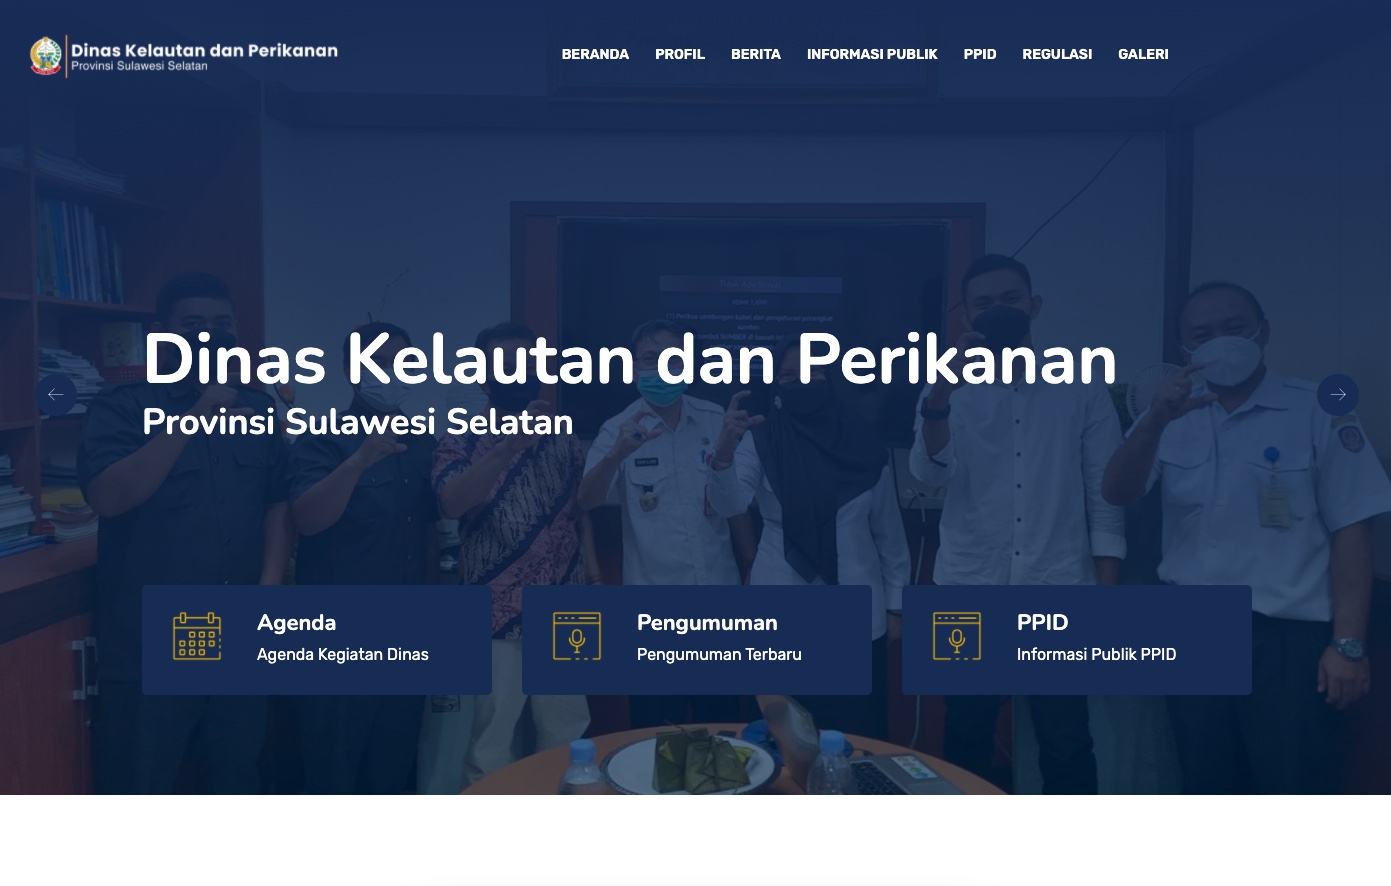 Dinas Kelautan dan Perikanan
Provinsi Sulawesi Selatan
BERANDA PROFIL BERITA INFORMASI PUBLIK PPID REGULASI GALERI
Dinas Kelautan dan Perikanan
Provinsi Sulawesi Selatan
Agenda
Agenda Kegiatan Dinas
Pengumuman
Pengumuman Terbaru
PPID
Informasi Publik PPID